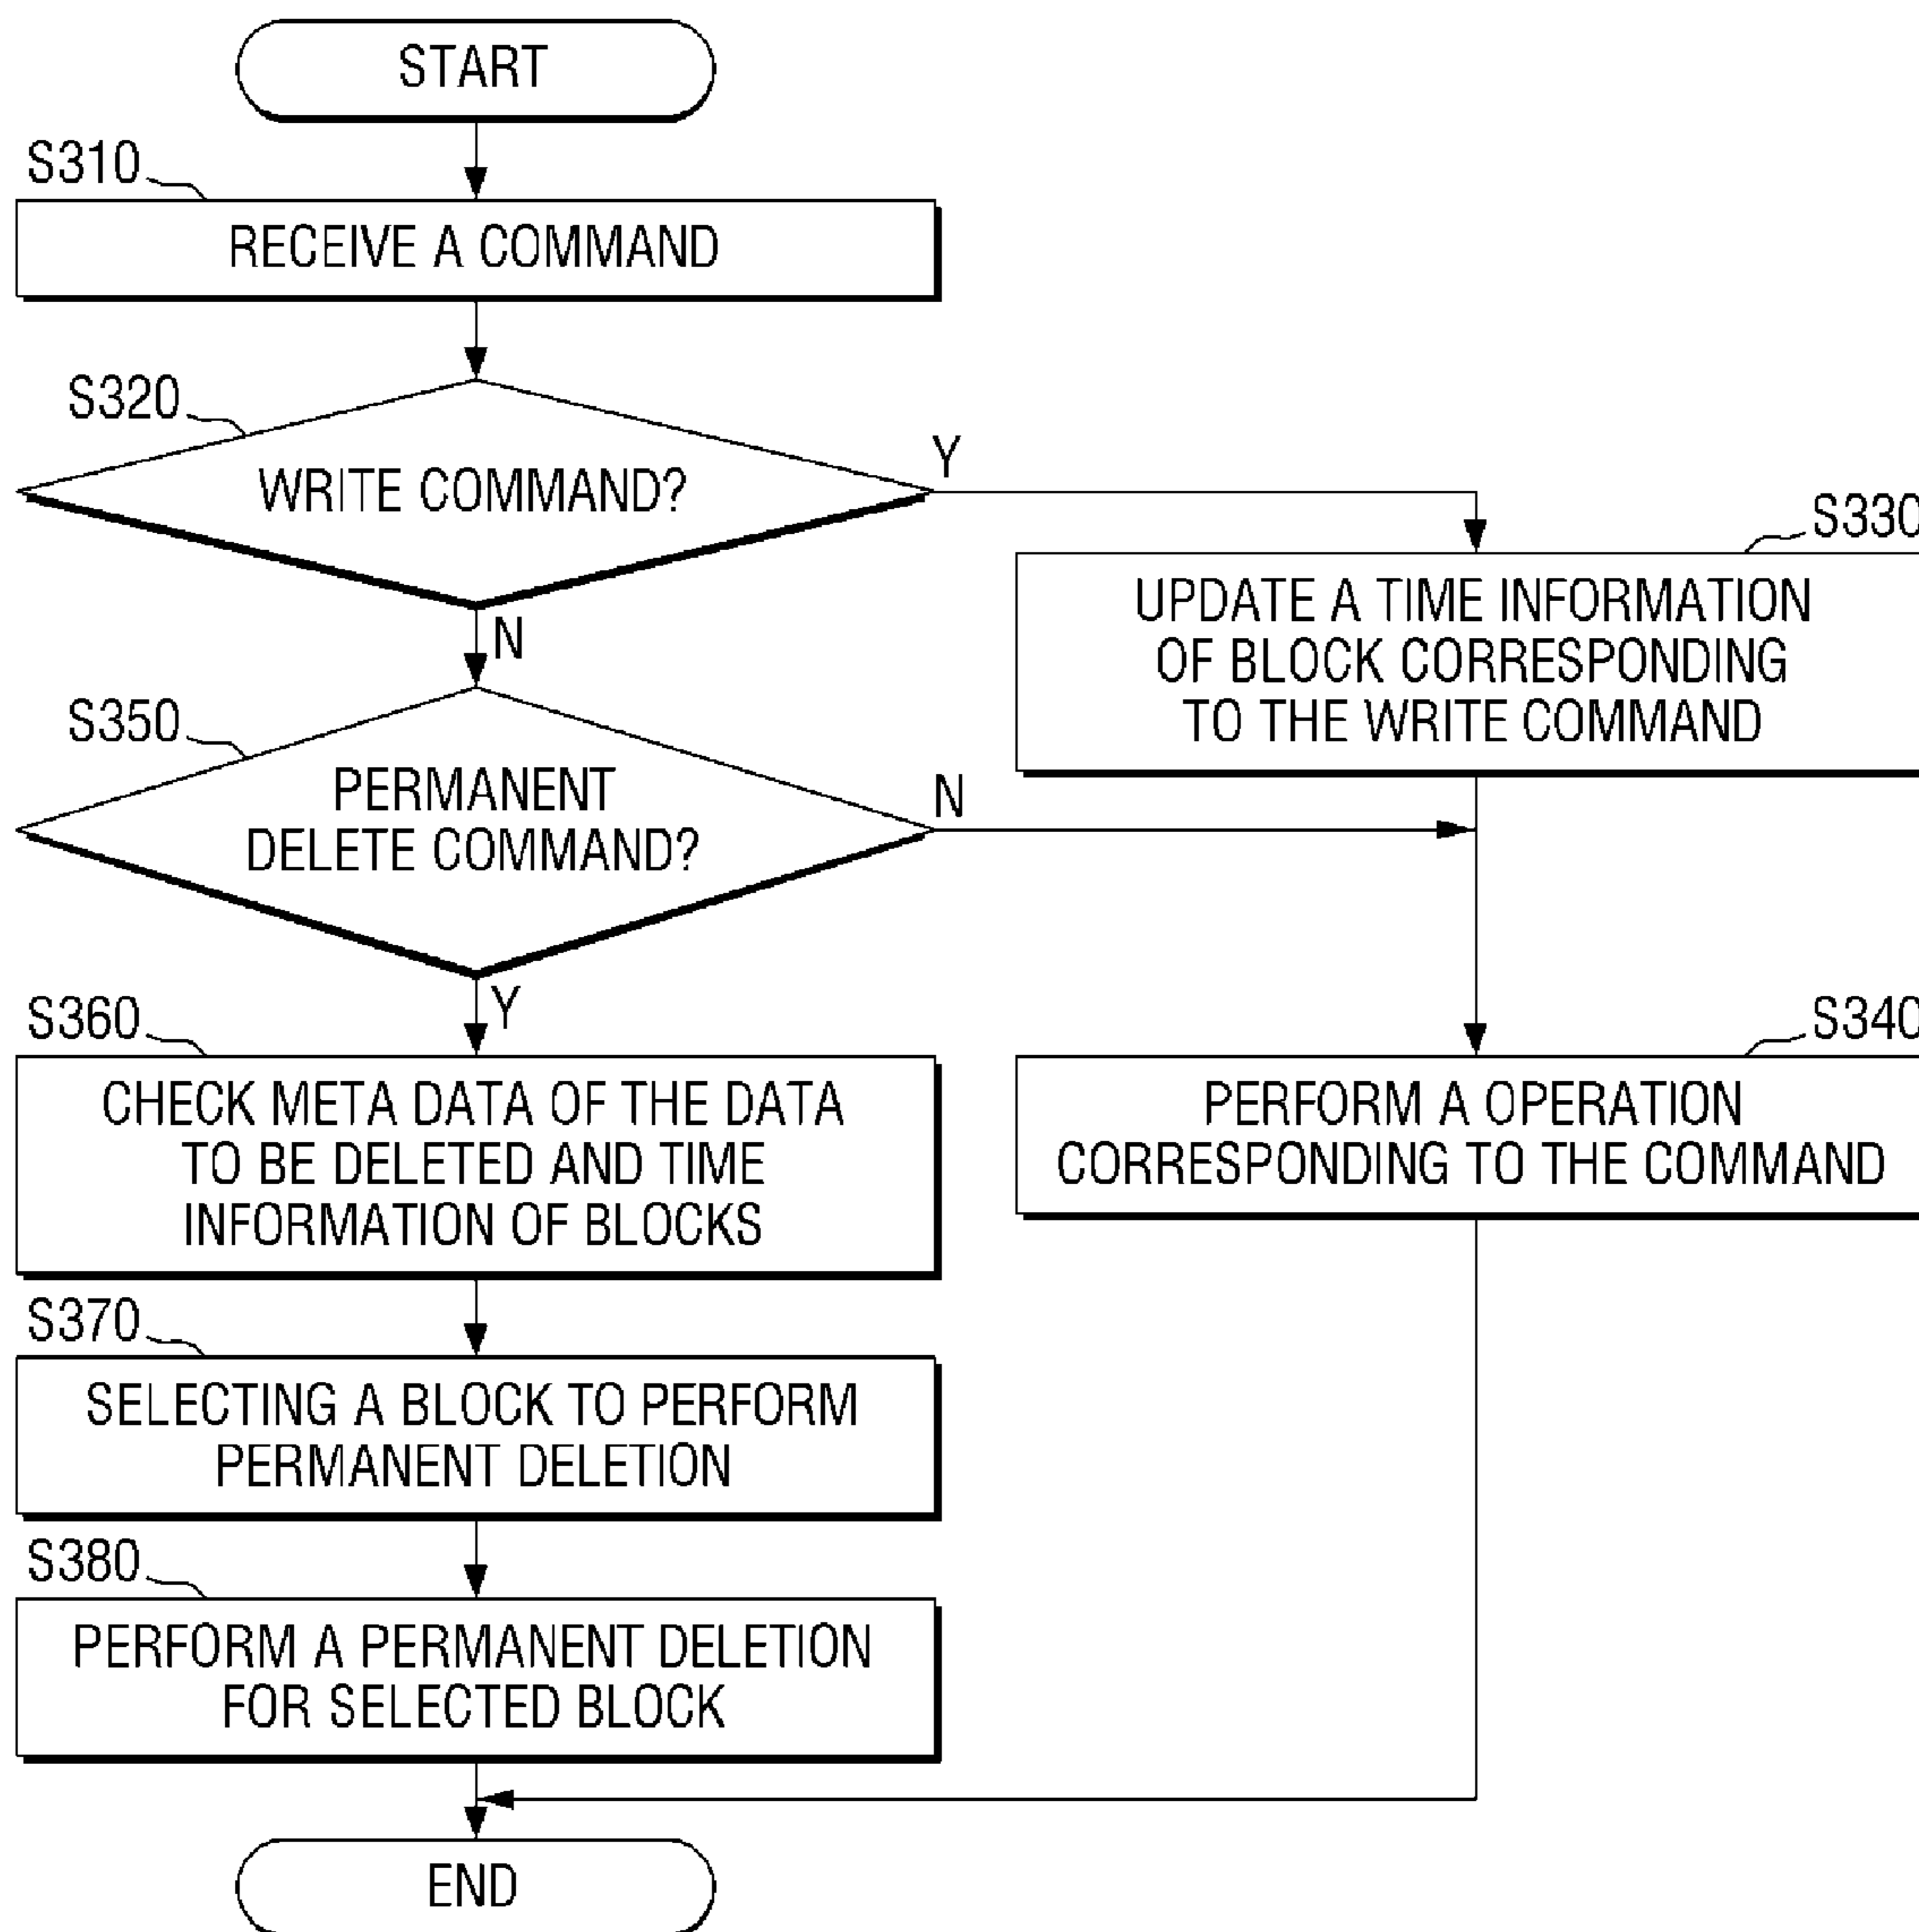 START
S310
RECEIVE A COMMAND
S320
WRITE COMMAND?
Y
N
S330
UPDATE A TIME INFORMATION
OF BLOCK CORRESPONDING
TO THE WRITE COMMAND
S350
PERMANENT
DELETE COMMAND?
N
Y
S360
CHECK META DATA OF THE DATA
TO BE DELETED AND TIME
INFORMATION OF BLOCKS
S340
PERFORM A OPERATION
CORRESPONDING TO THE COMMAND
S370
SELECTING A BLOCK TO PERFORM
PERMANENT DELETION
S380
PERFORM A PERMANENT DELETION
FOR SELECTED BLOCK
END